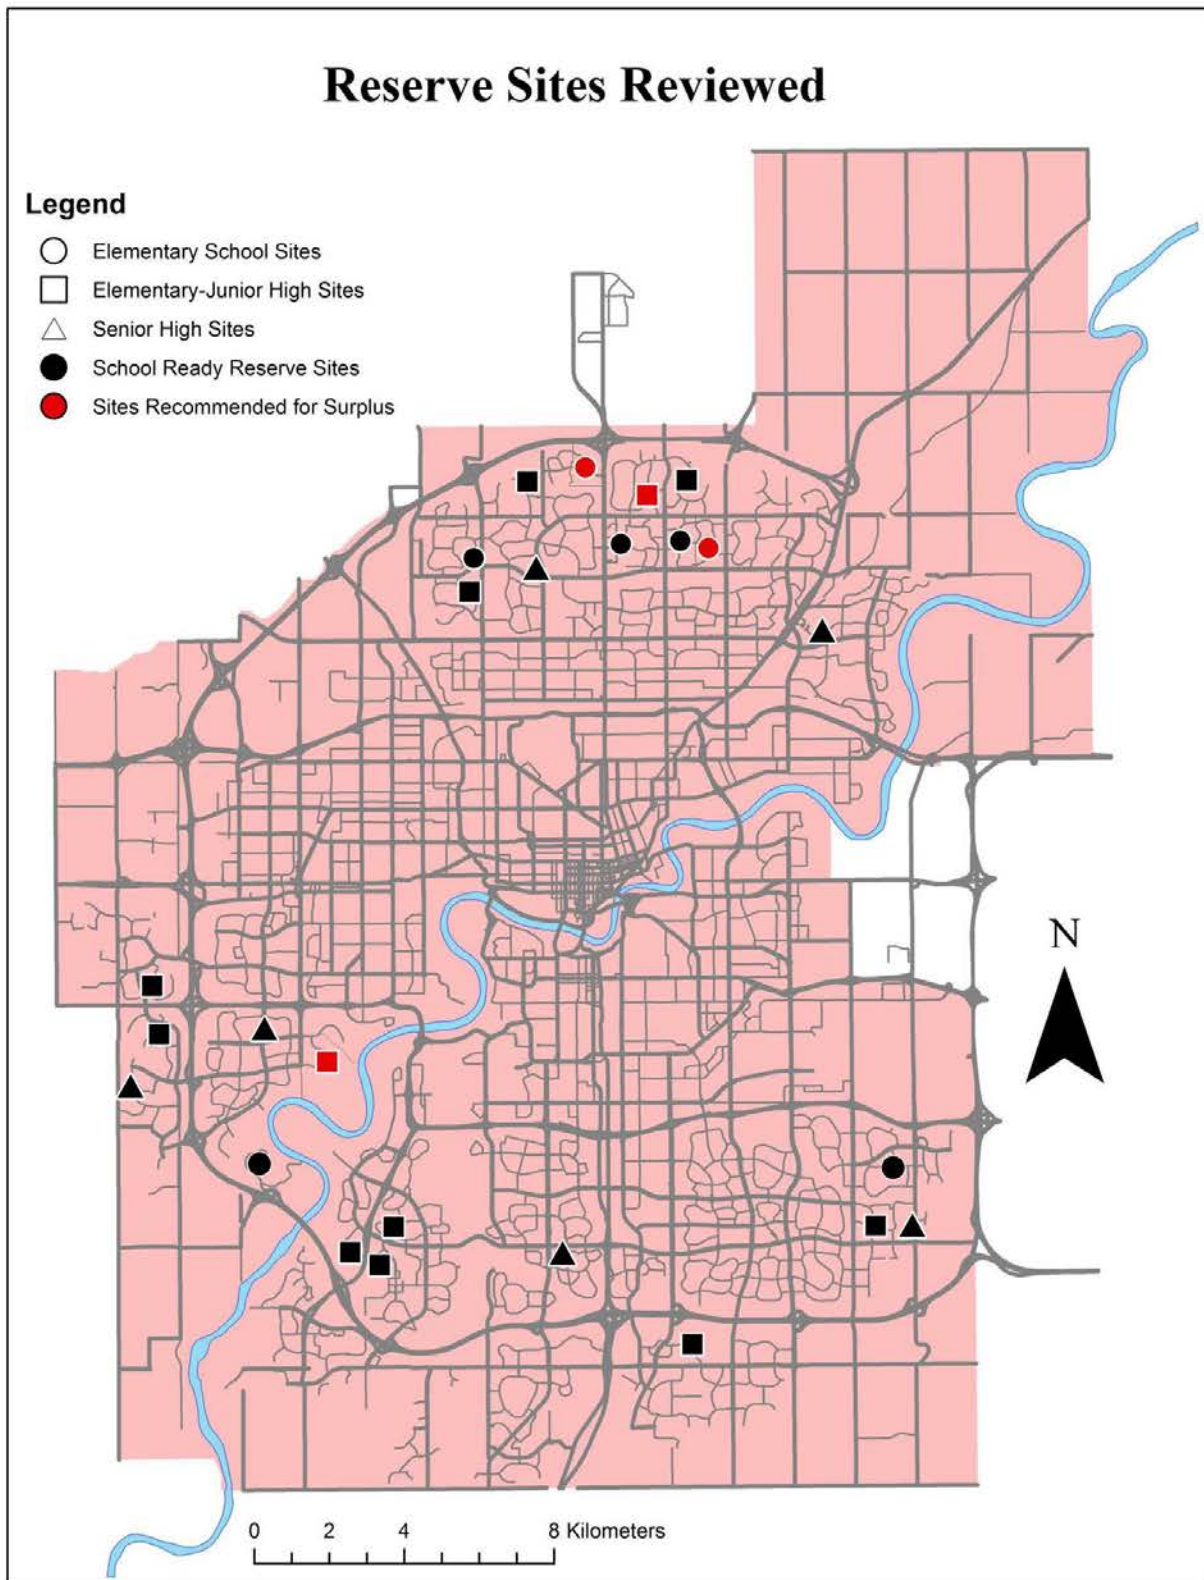 Reserve Sites Reviewed
Legend
Elementary School Sites
Elementary-Junior High Sites
Senior High Sites
School Ready Reserve Sites
Sites Recommended for Surplus
N
0 2 4 8 Kilometers